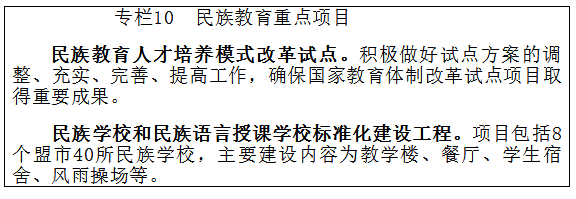 专栏10 民族教育重点项目
民族教育人才培养模式改革试点。积极做好试点方案的调
整、充实、完善、提高工作，确保国家教育体制改革试点项目取
得重要成果。
民族学校和民族语言授课学校标准化建设工程。项目包括8
个盟市40所民族学校，主要建设内容为教学楼、餐厅、学生宿
舍、风雨操场等。